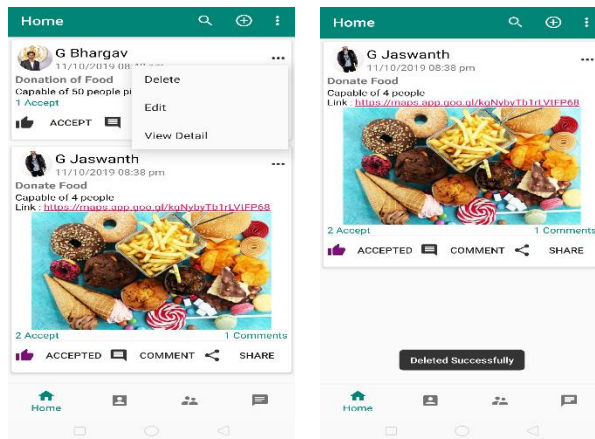 Home
G Bhargav
11/10/2019 08:
Donation of Food
Capable of 50 people
1 Accept
ACCEPT
Delete
Edit
View Detail
G Jaswanth
11/10/2019 08:38 pm
Donate Food
Capable of 4 people
Link : https://maps.app.goo.gl/kgNybyTb1rLVtFP68
2 Accept
1 Comments
ACCEPTED
COMMENT
SHARE
Home
Home
G Jaswanth
11/10/2019 08:38 pm
Donate Food
Capable of 4 people
Link : https://maps.app.goo.gl/kgNybyTb1rLVtFP68
2 Accept
1 Comments
ACCEPTED
COMMENT
SHARE
Deleted Successfully
Home